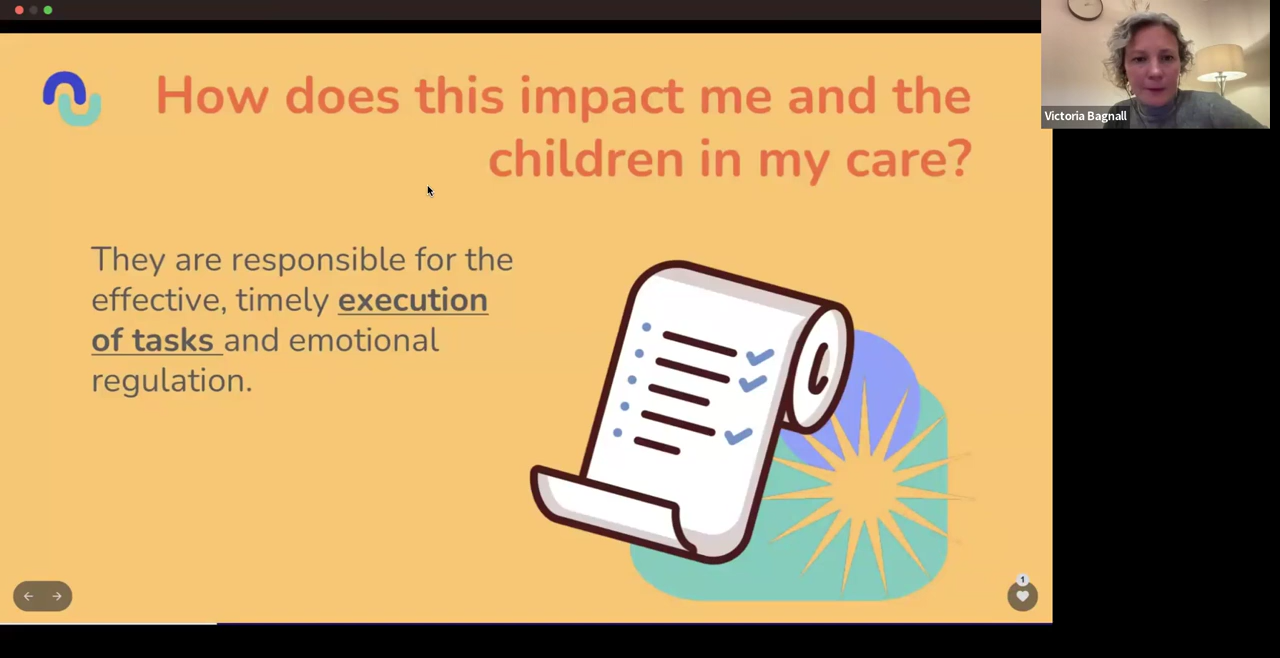 How does this impact me and the
children in my care?
Victoria Bagnall
They are responsible for the
effective, timely execution
of tasks and emotional
regulation.
1